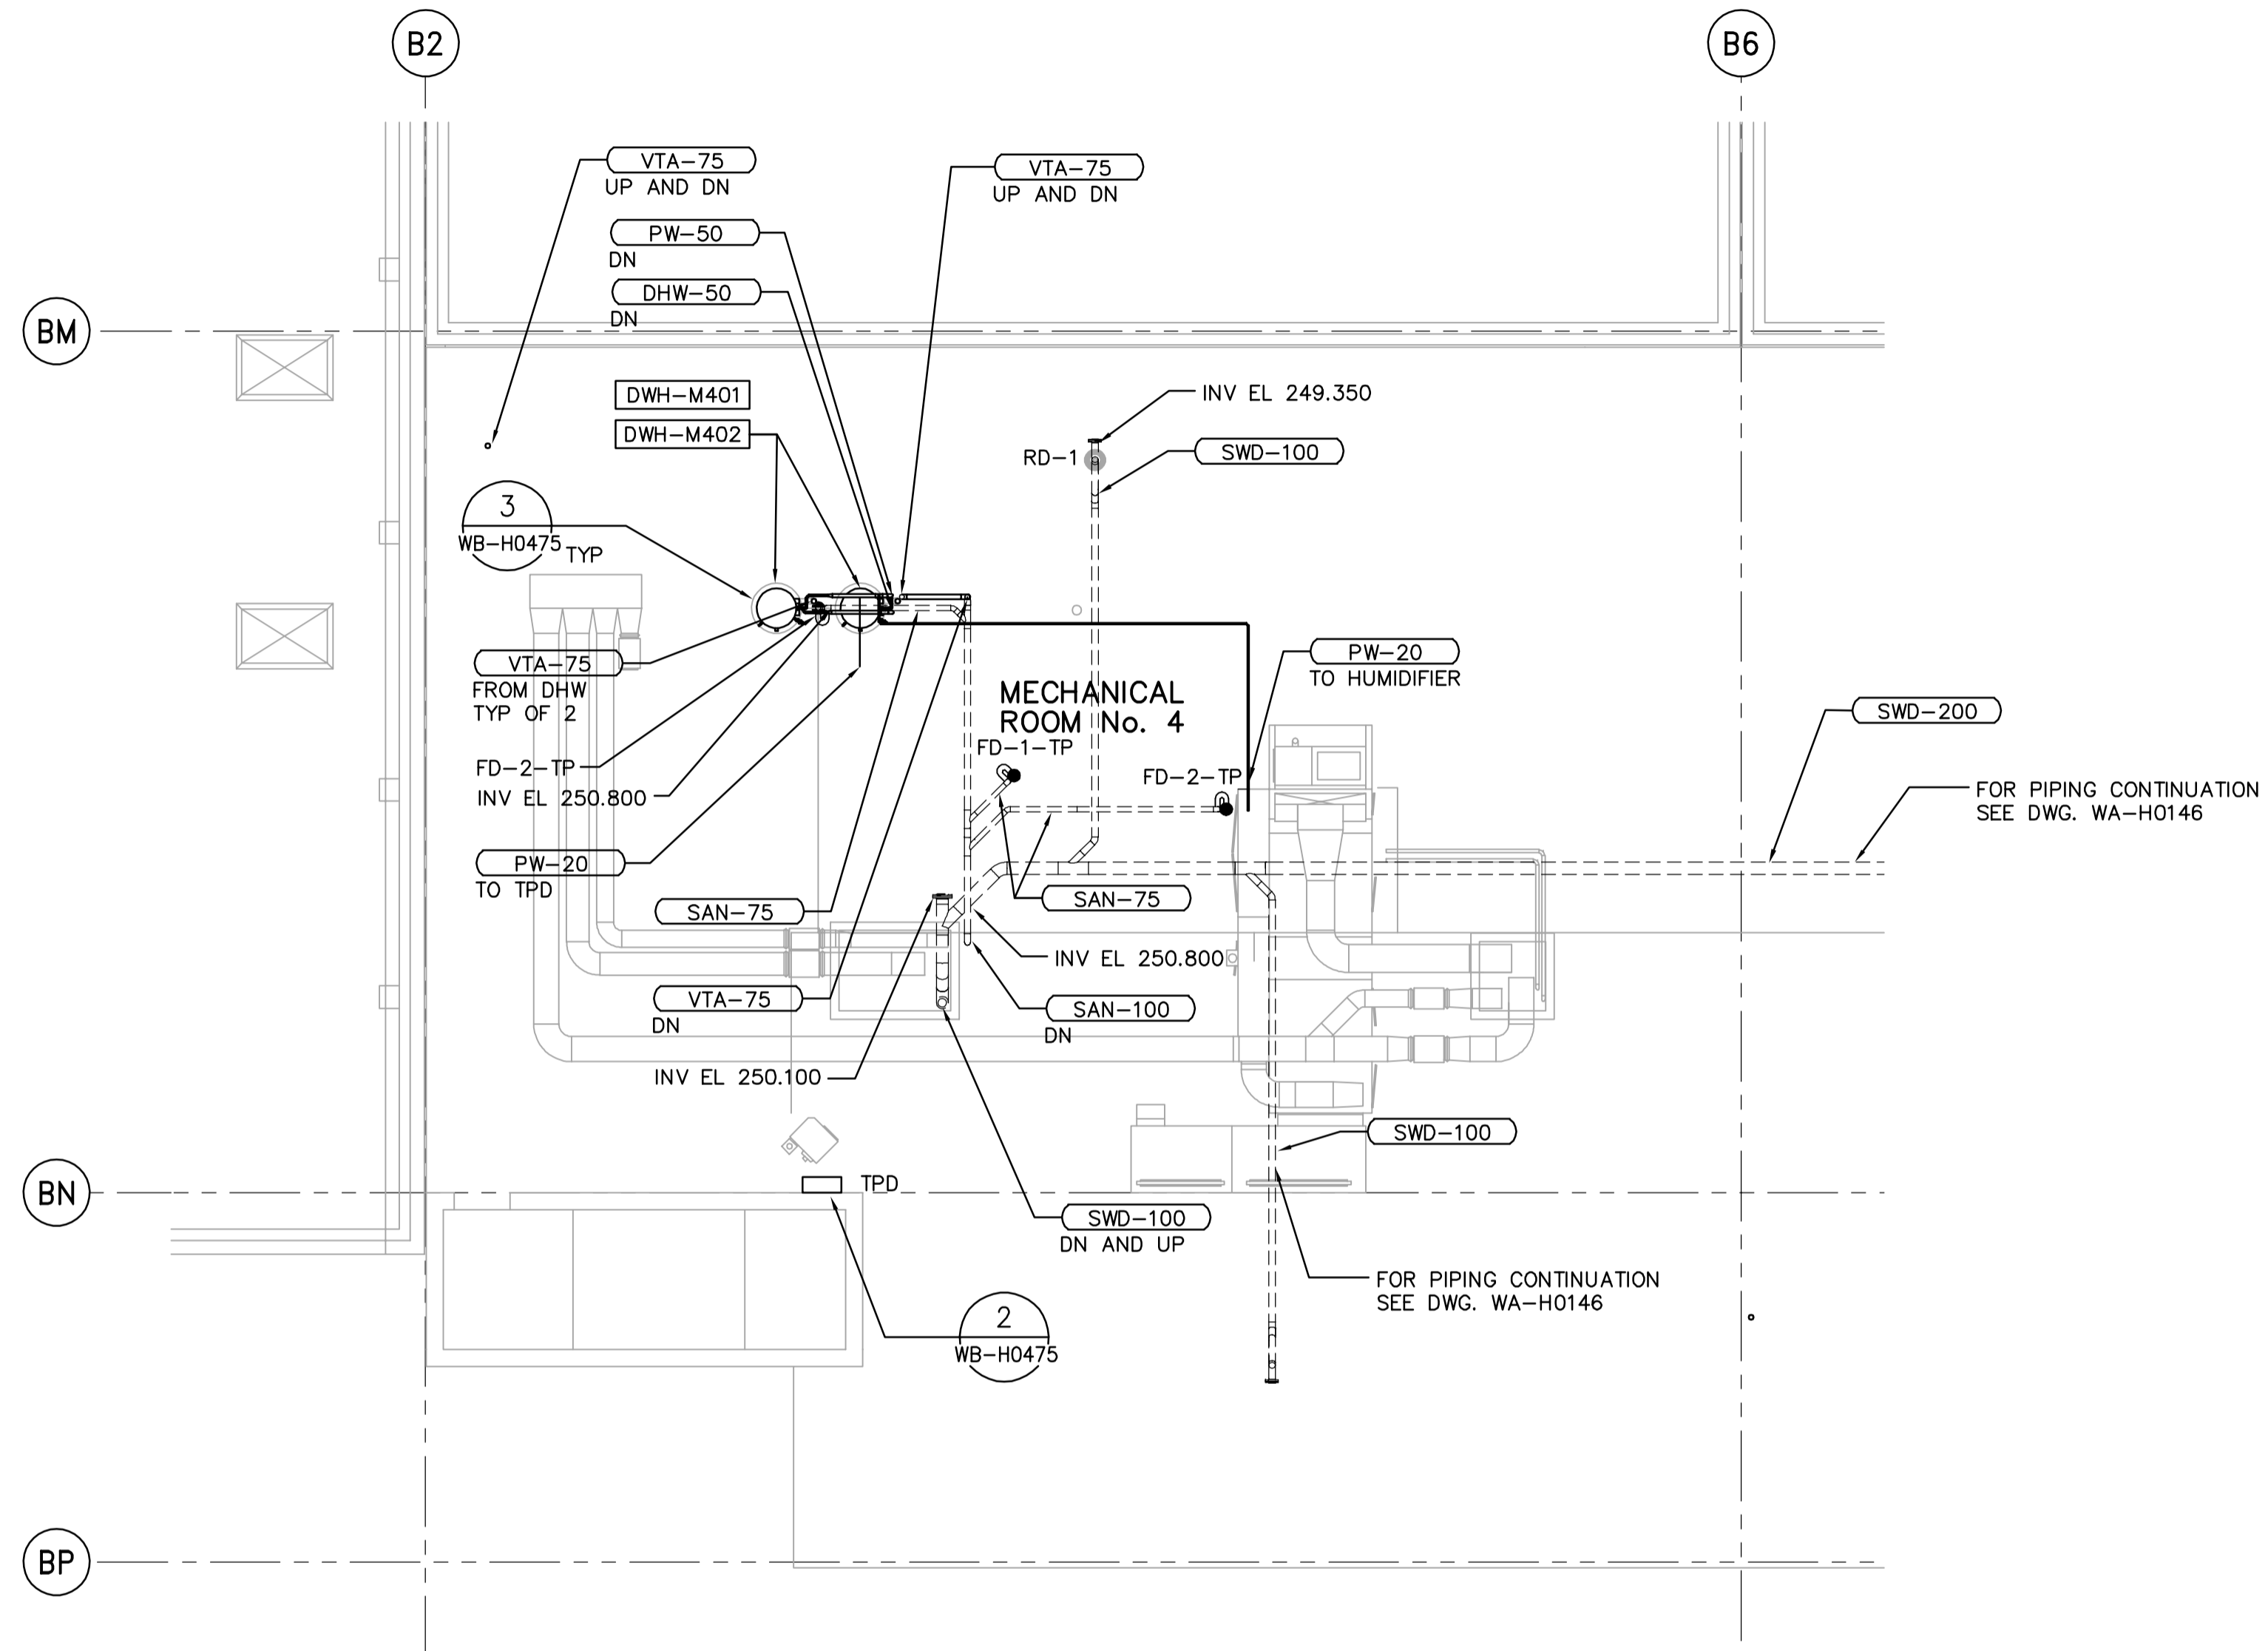 B2
B6
VTA-75
UP AND DN
VTA-75
UP AND DN
PW-50
DN
DHW-50
DN
BM
DWH-M401
DWH-M402
INV EL 249.350
RD-1
SWD-100
3
WB-H0475
TYP
VTA-75
FROM DHW
TYP OF 2
PW-20
TO HUMIDIFIER
MECHANICAL
ROOM No. 4
SWD-200
FD-1-TP
FD-2-TP
FD-2-TP
INV EL 250.800
FOR PIPING CONTINUATION
SEE DWG. WA-H0146
PW-20
TO TPD
SAN-75
SAN-75
INV EL 250.800
VTA-75
DN
SAN-100
DN
INV EL 250.100
SWD-100
BN
TPD
SWD-100
DN AND UP
FOR PIPING CONTINUATION
SEE DWG. WA-H0146
2
WB-H0475
BP